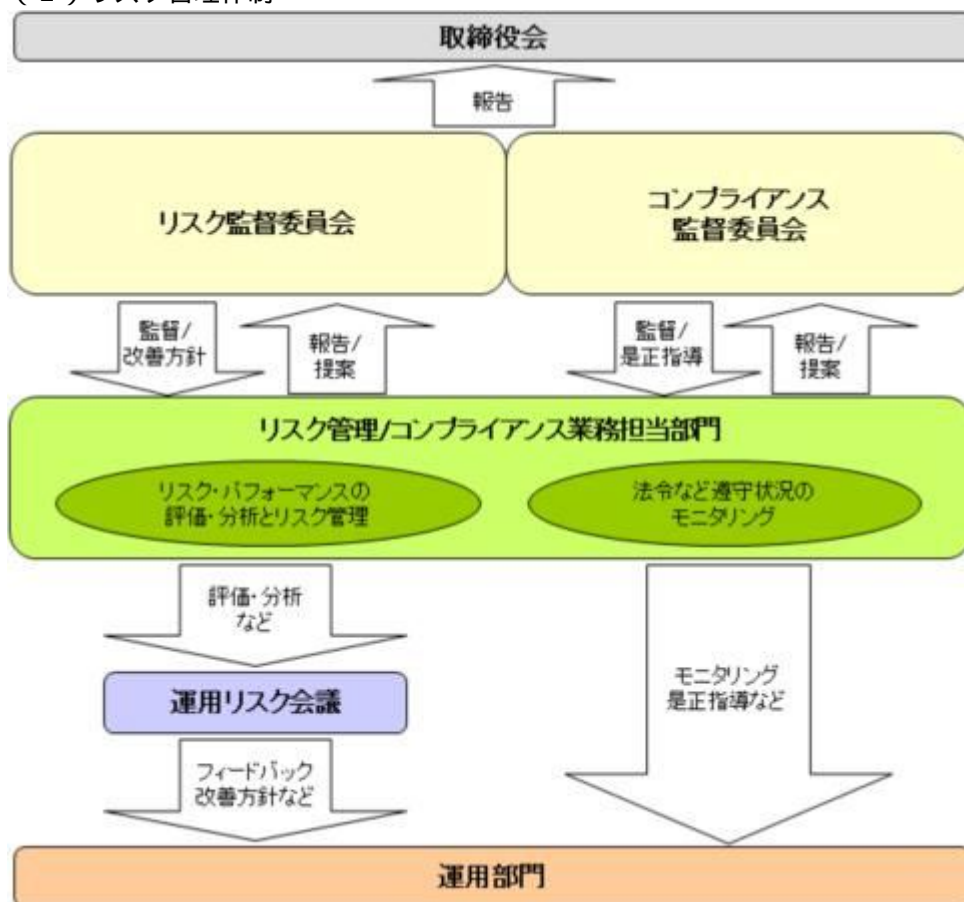 リスク管理体制
取締役会
報告
リスク監督委員会
コンプライアンス
監督委員会
監督/
改善方針
報告/
提案
監督/
是正指導
報告/
提案
リスク管理/コンプライアンス業務担当部門
リスク・パフォーマンスの
評価・分析とリスク管理
法令など遵守状況の
モニタリング
評価・分析
など
運用リスク会議
モニタリング
是正指導など
フィードバック
改善方針など
運用部門